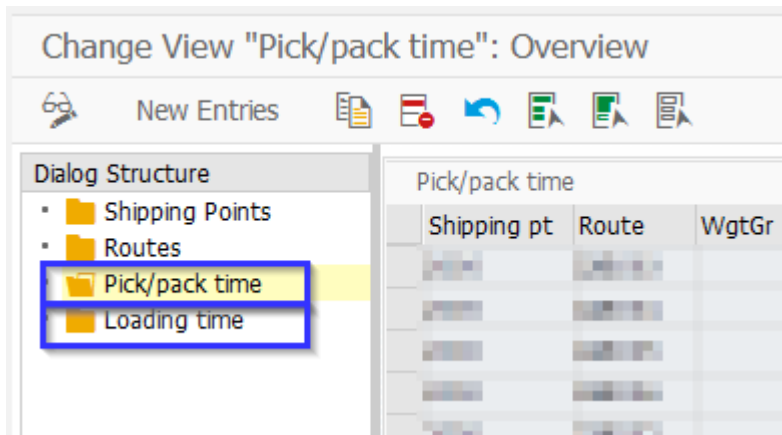 Change View "Pick/pack time": Overview
New Entries
Dialog Structure
Shipping Points
Routes
Pick/pack time
Loading time
Pick/pack time
Shipping pt Route WgtGr